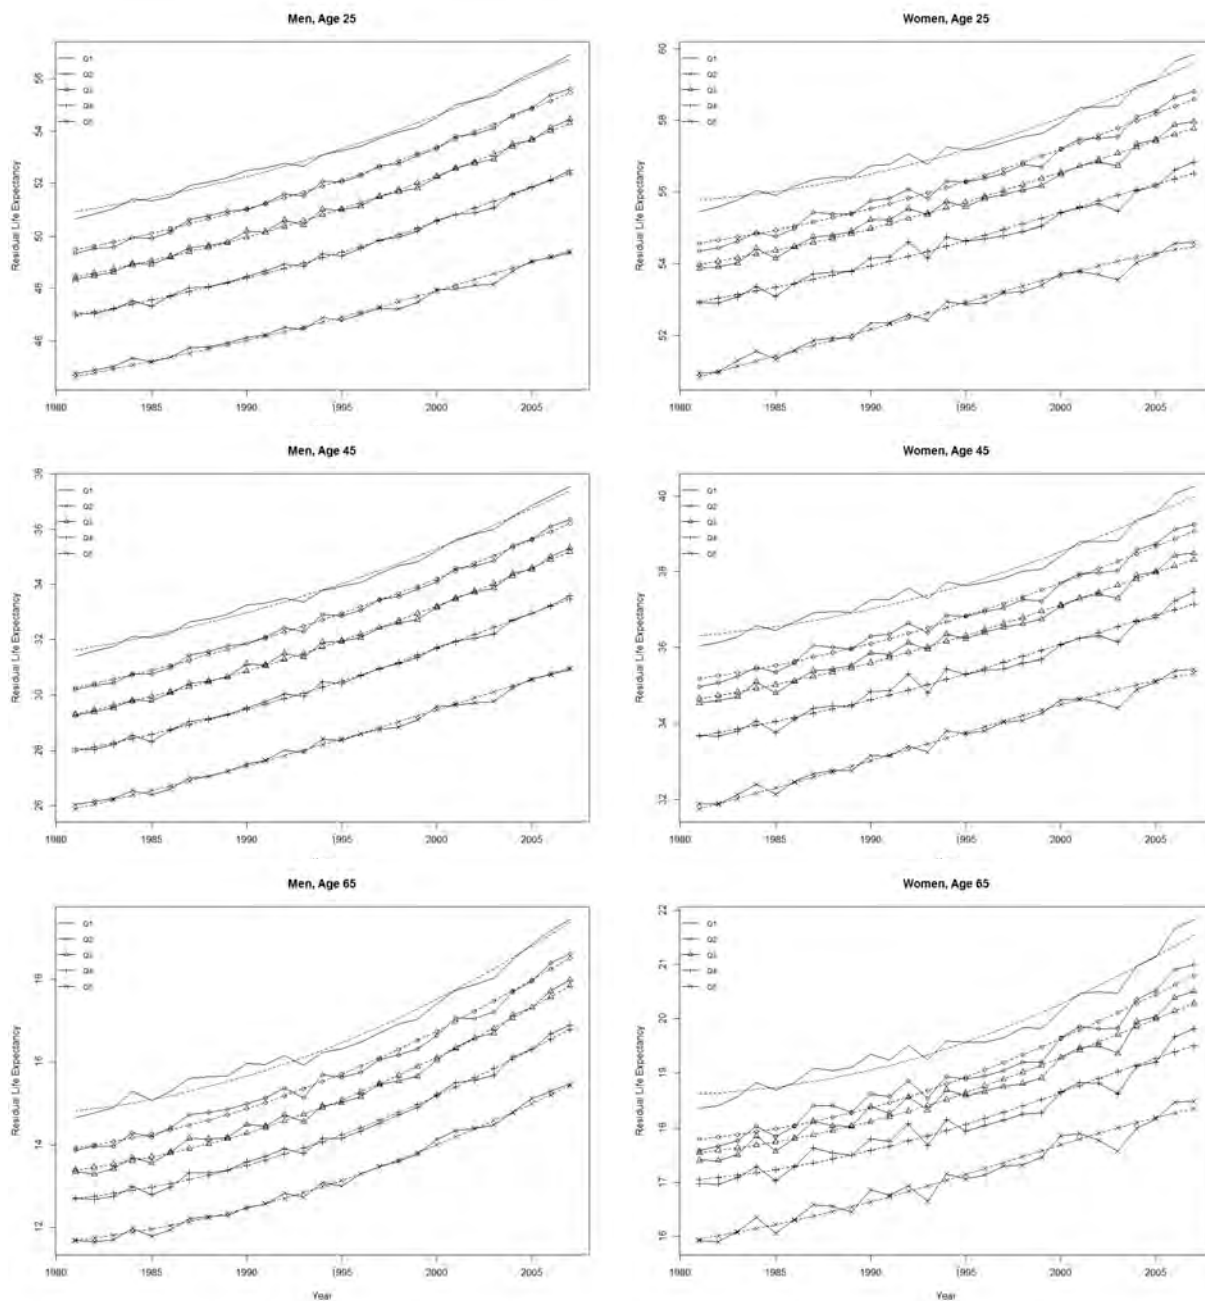 Men, Age 25
Q1
Q2
Q3
Q4
Q5
Residual Life Expectancy
56
54
52
50
48
46
1980 1985 1990 1995 2000 2005
Women, Age 25
Q1
Q2
Q3
Q4
Q5
Residual Life Expectancy
60
58
56
54
52
1980 1985 1990 1995 2000 2005
Men, Age 45
Q1
Q2
Q3
Q4
Q5
Residual Life Expectancy
38
36
34
32
30
28
26
1980 1985 1990 1995 2000 2005
Women, Age 45
Q1
Q2
Q3
Q4
Q5
Residual Life Expectancy
40
38
36
34
32
1980 1985 1990 1995 2000 2005
Men, Age 65
Q1
Q2
Q3
Q4
Q5
Residual Life Expectancy
18
16
14
12
1980 1985 1990 1995 2000 2005
Year
Women, Age 65
Q1
Q2
Q3
Q4
Q5
Residual Life Expectancy
22
21
20
19
18
17
16
1980 1985 1990 1995 2000 2005
Year